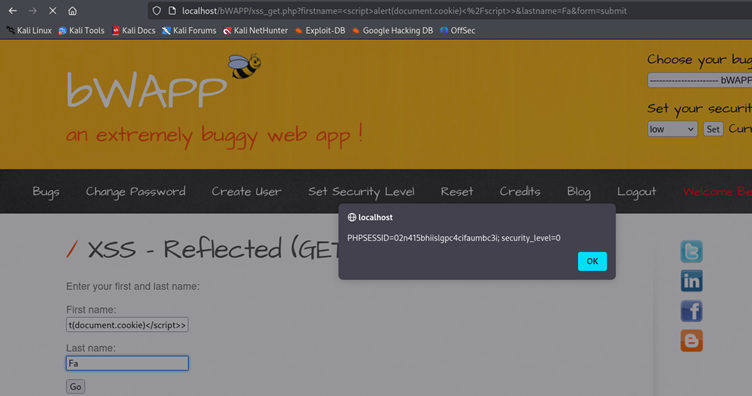 localhost/bWAPP/xss_get.php?firstname=<script>alert(document.cookie)<%2Fscript>>&lastname=Fa&form=submit
Kali Linux Kali Tools Kali Docs Kali Forums Kali NetHunter Exploit-DB Google Hacking DB OffSec
Choose your bug
bWAPP
---------------------- bWAPP
Set your securit
an extremely buggy web app !
low Set Curr
Bugs Change Password Create User Set Security Level Reset Credits Blog Logout Welcome Be
localhost
PHPSESSID=02n415bhiislgpc4cifaumbc3i; security_level=0
OK
/ XSS - Reflected (GET
Enter your first and last name:
First name:
t(document.cookie)</script>>
Last name:
Fa
Go